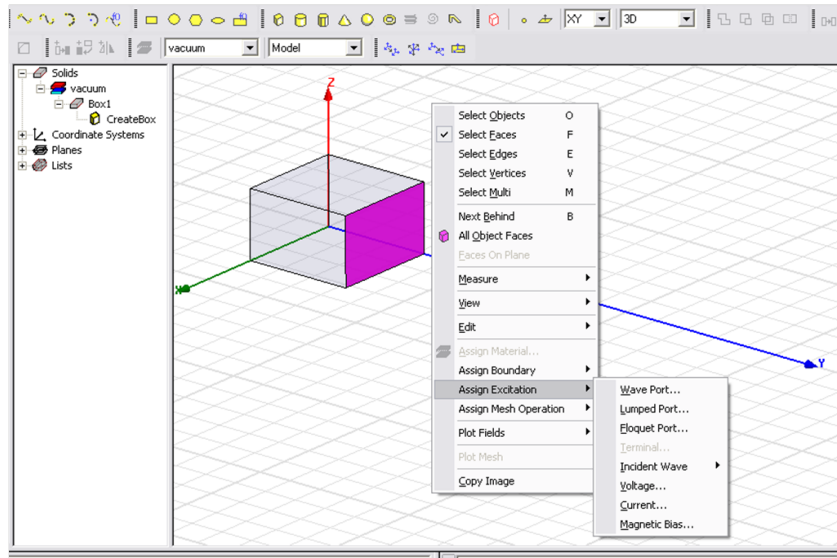 XY
3D
vacuum
Model
Solids
vacuum
Box1
CreateBox
Coordinate Systems
Planes
Lists
Z
X
Y
Select Objects O
Select Faces F
Select Edges E
Select Vertices V
Select Multi M
Next Behind B
All Object Faces
Faces On Plane
Measure
View
Edit
Assign Material...
Assign Boundary
Assign Excitation
Assign Mesh Operation
Plot Fields
Plot Mesh
Copy Image
Wave Port...
Lumped Port...
Floquet Port...
Terminal...
Incident Wave
Voltage...
Current...
Magnetic Bias...